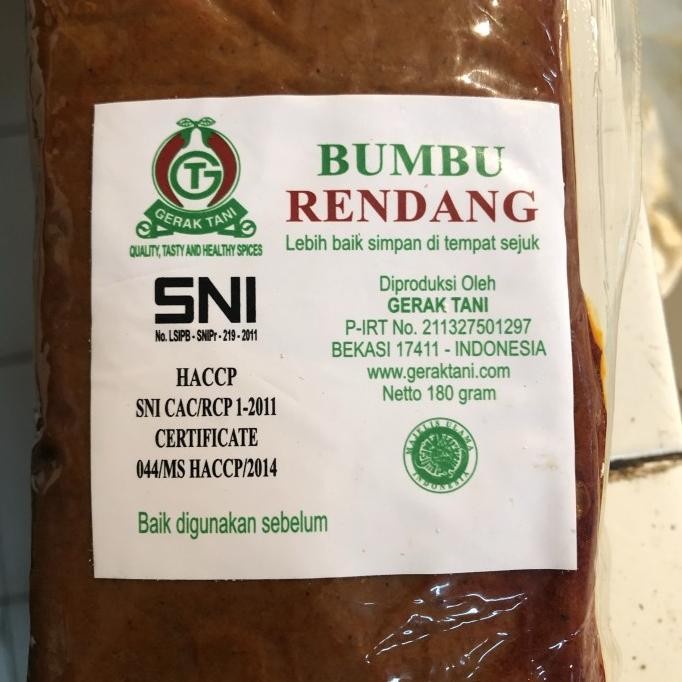 GT
GERAK TANI
QUALITY, TASTY AND HEALTHY SPICES
BUMBU
RENDANG
Lebih baik simpan di tempat sejuk
SNI
No. LSIPB - SNIPr - 219 - 2011
HACCP
SNI CAC/RCP 1-2011
CERTIFICATE
044/MS HACCP/2014
Diproduksi Oleh
GERAK TANI
P-IRT No. 211327501297
BEKASI 17411 - INDONESIA
www.geraktani.com
Netto 180 gram
MAJELIS ULAMA
INDONESIA
Baik digunakan sebelum